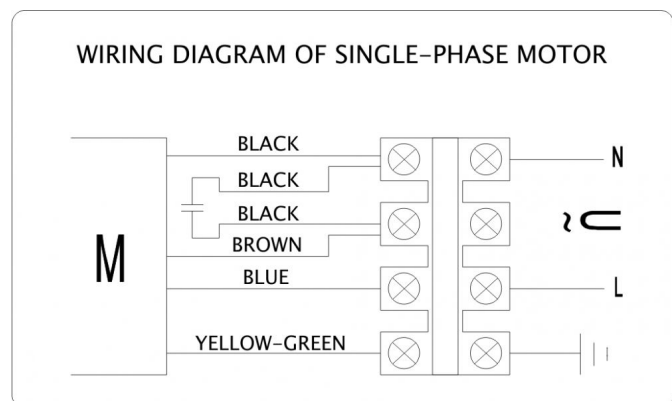 WIRING DIAGRAM OF SINGLE-PHASE MOTOR
BLACK
N
BLACK
BLACK
U~
BROWN
M
BLUE
L
YELLOW-GREEN